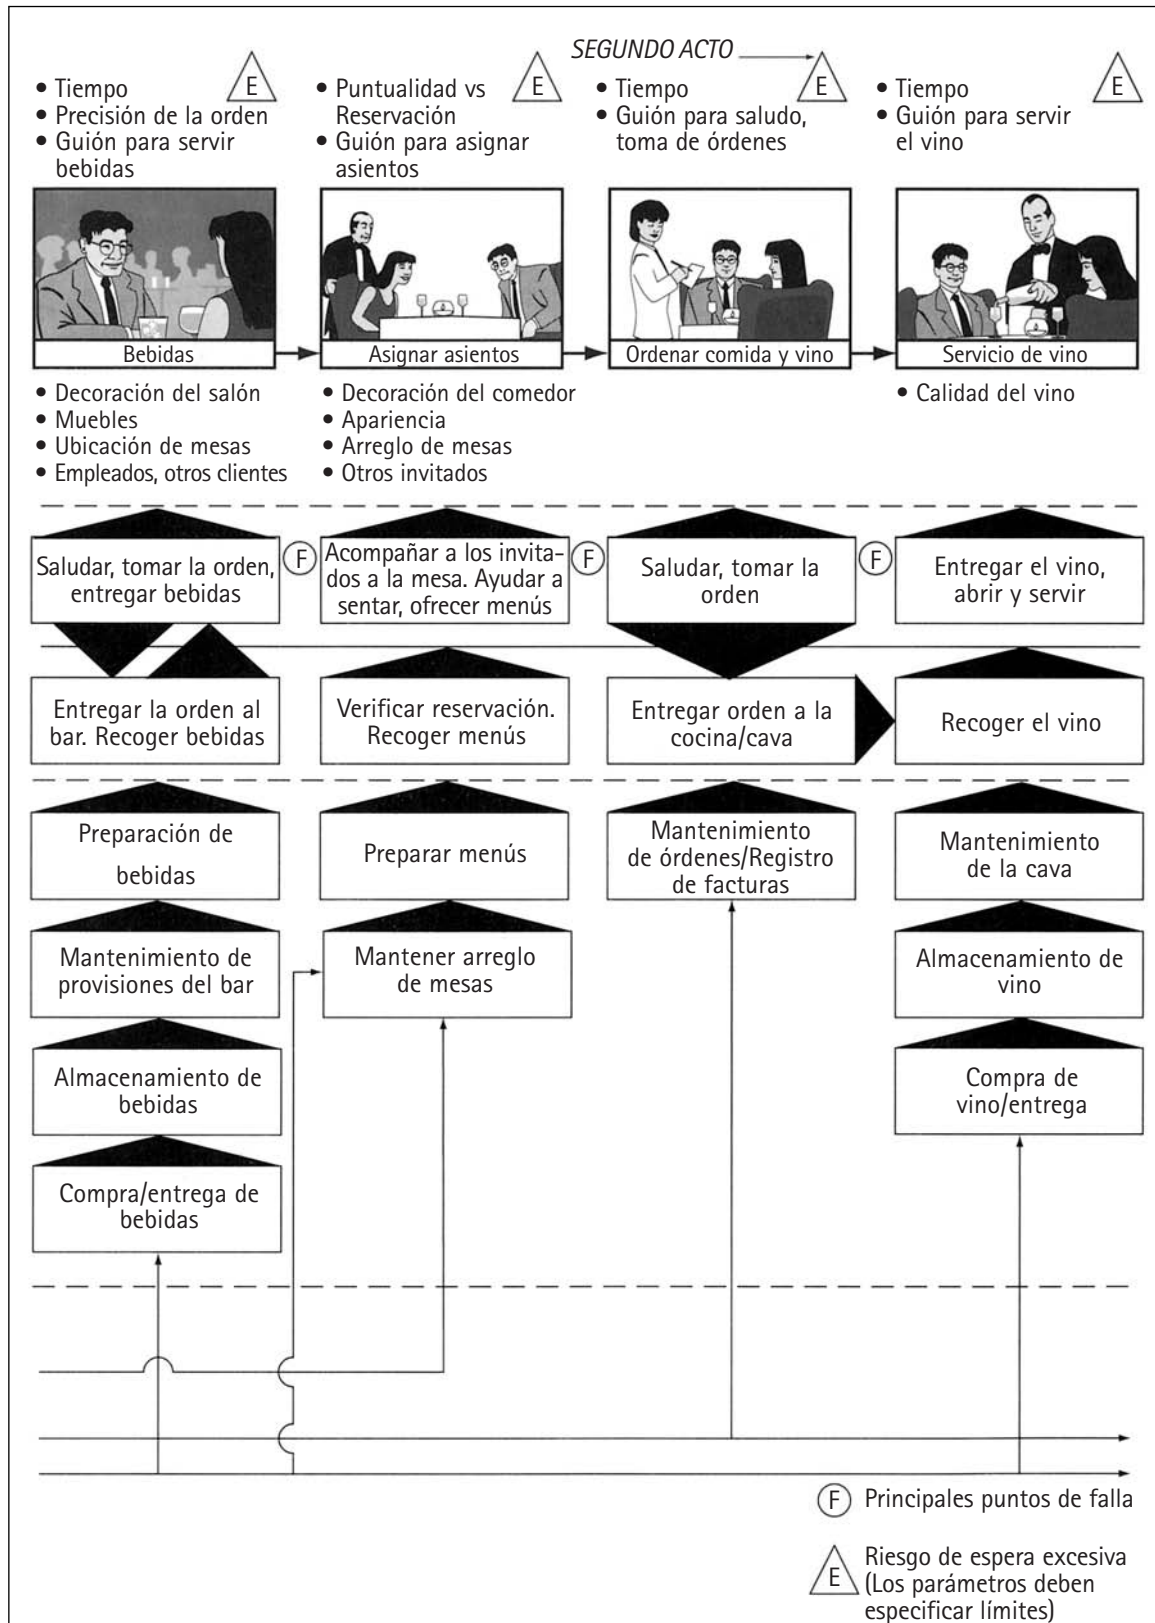 SEGUNDO ACTO
E
• Tiempo
• Precisión de la orden
• Guión para servir
bebidas
E
• Puntualidad vs
Reservación
• Guión para asignar
asientos
E
• Tiempo
• Guión para saludo,
toma de órdenes
E
• Tiempo
• Guión para servir
el vino
Bebidas
Asignar asientos
Ordenar comida y vino
Servicio de vino
• Decoración del salón
• Muebles
• Ubicación de mesas
• Empleados, otros clientes
• Decoración del comedor
• Apariencia
• Arreglo de mesas
• Otros invitados
• Calidad del vino
Saludar, tomar la orden,
entregar bebidas
F
Acompañar a los invita-
dos a la mesa. Ayudar a
sentar, ofrecer menús
F
Saludar, tomar la
orden
F
Entregar el vino,
abrir y servir
Entregar la orden al
bar. Recoger bebidas
Verificar reservación.
Recoger menús
Entregar orden a la
cocina/cava
Recoger el vino
Preparación de
bebidas
Preparar menús
Mantenimiento
de órdenes/Registro
de facturas
Mantenimiento
de la cava
Mantenimiento de
provisiones del bar
Mantener arreglo
de mesas
Almacenamiento de
vino
Almacenamiento de
bebidas
Compra de
vino/entrega
Compra/entrega de
bebidas
F Principales puntos de falla
E Riesgo de espera excesiva
(Los parámetros deben
especificar límites)